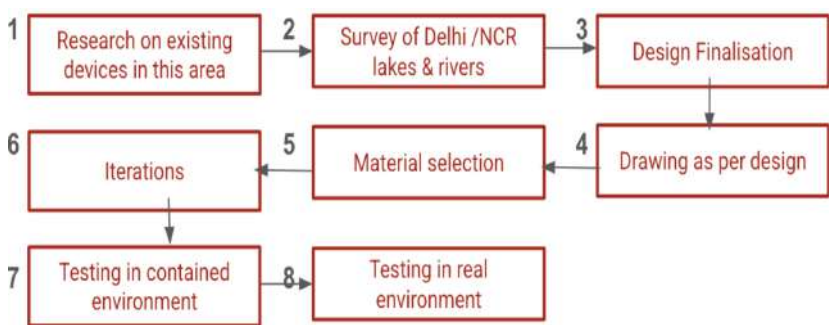 1
Research on existing
devices in this area
2
Survey of Delhi /NCR
lakes & rivers
3
Design Finalisation
4
Drawing as per design
5
Material selection
6
Iterations
7
Testing in contained
environment
8
Testing in real
environment